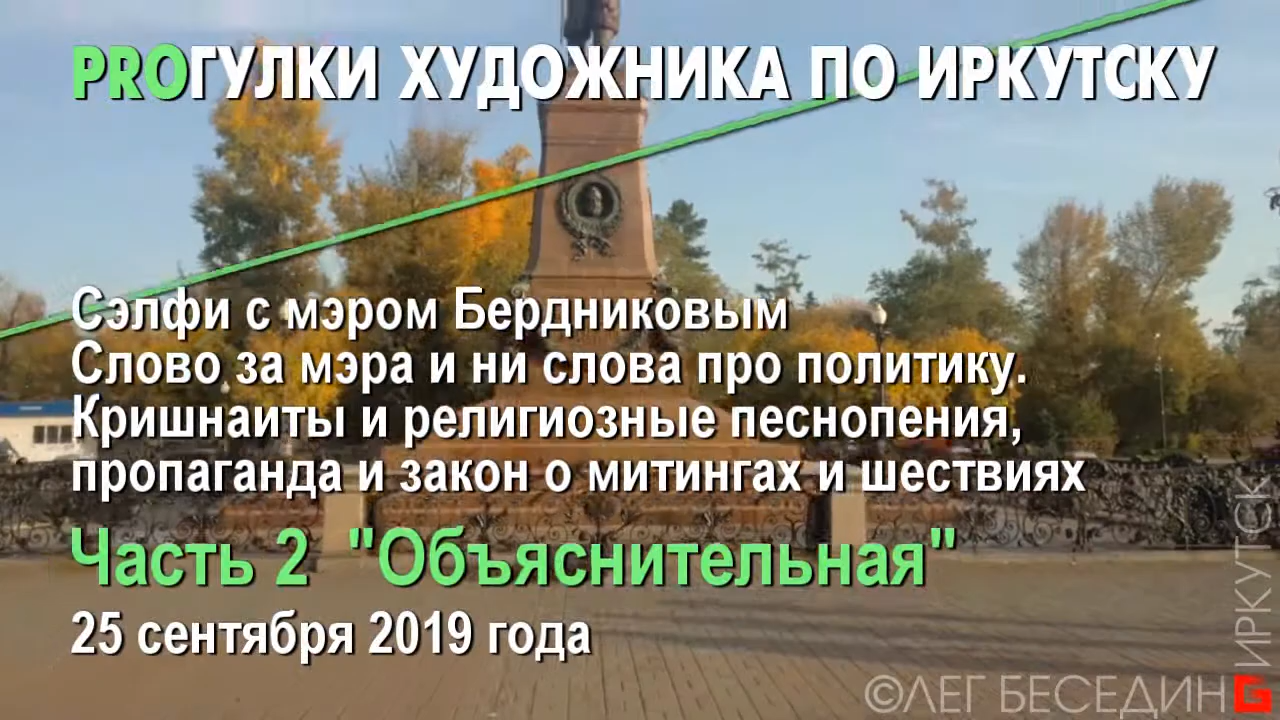 PROГУЛКИ ХУДОЖНИКА ПО ИРКУТСКУ
Сэлфи с мэром Бердниковым
Слово за мэра и ни слова про политику.
Кришнаиты и религиозные песнопения,
пропаганда и закон о митингах и шествиях
Часть 2 "Объяснительная"
25 сентября 2019 года
©ЛЕГ БЕСЕДИН G
ИРКУТСК